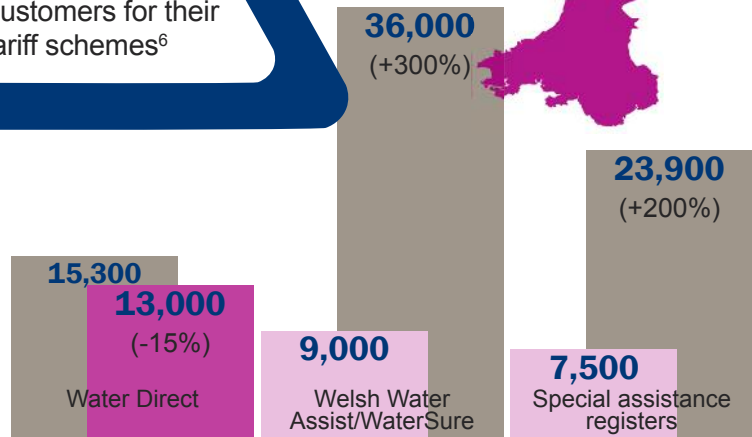 ustomers for their
ariff schemes⁶
36,000
(+300%)
23,900
(+200%)
15,300
13,000
(-15%)
9,000
7,500
Water Direct
Welsh Water
Assist/WaterSure
Special assistance
registers